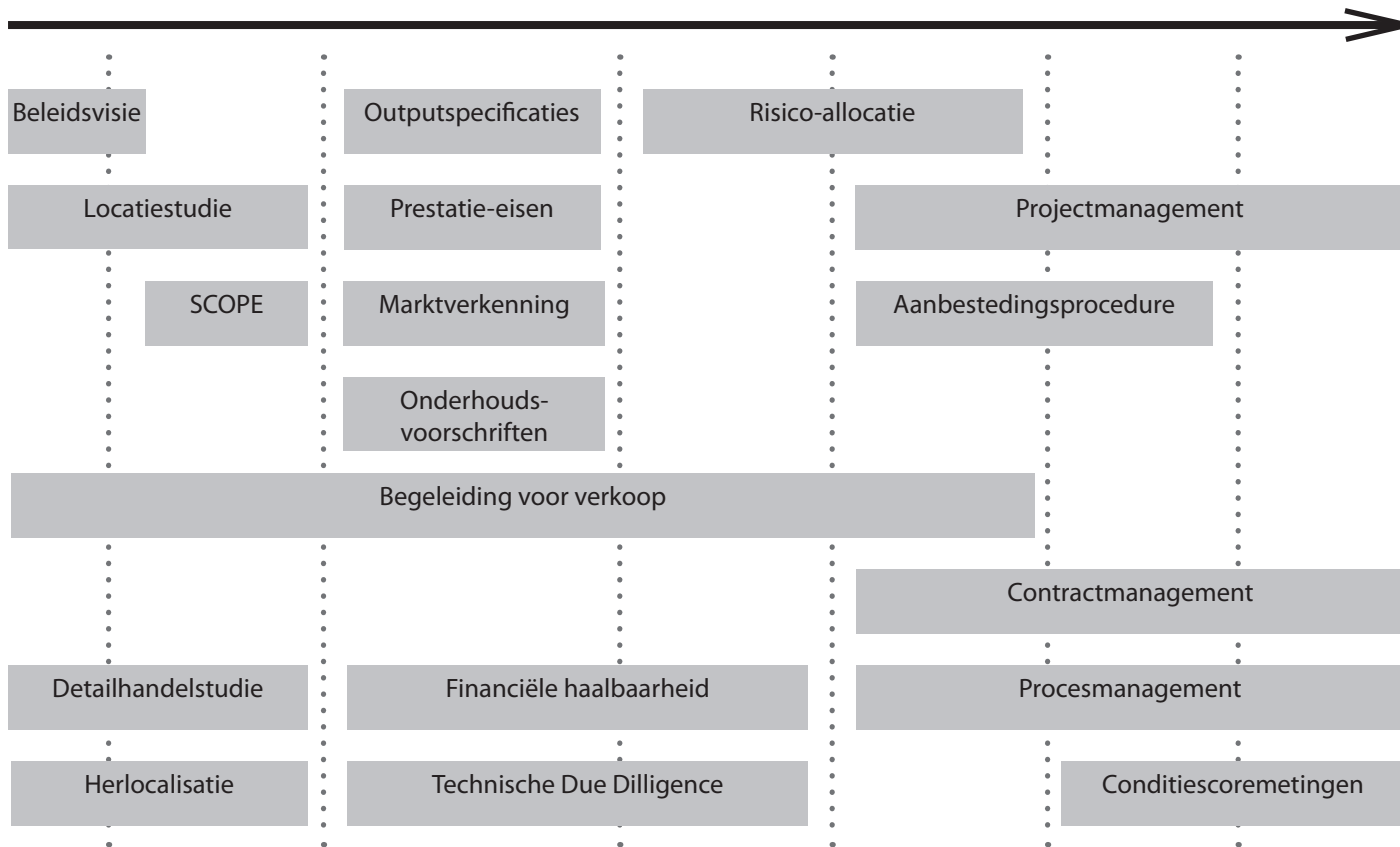 Beleidsvisie
Outputspecificaties
Risico-allocatie
Locatiestudie
Prestatie-eisen
Projectmanagement
SCOPE
Marktverkenning
Aanbestedingsprocedure
Onderhouds-
voorschriften
Begeleiding voor verkoop
Contractmanagement
Detailhandelstudie
Financiële haalbaarheid
Procesmanagement
Herlocalisatie
Technische Due Dilligence
Conditiescoremetingen